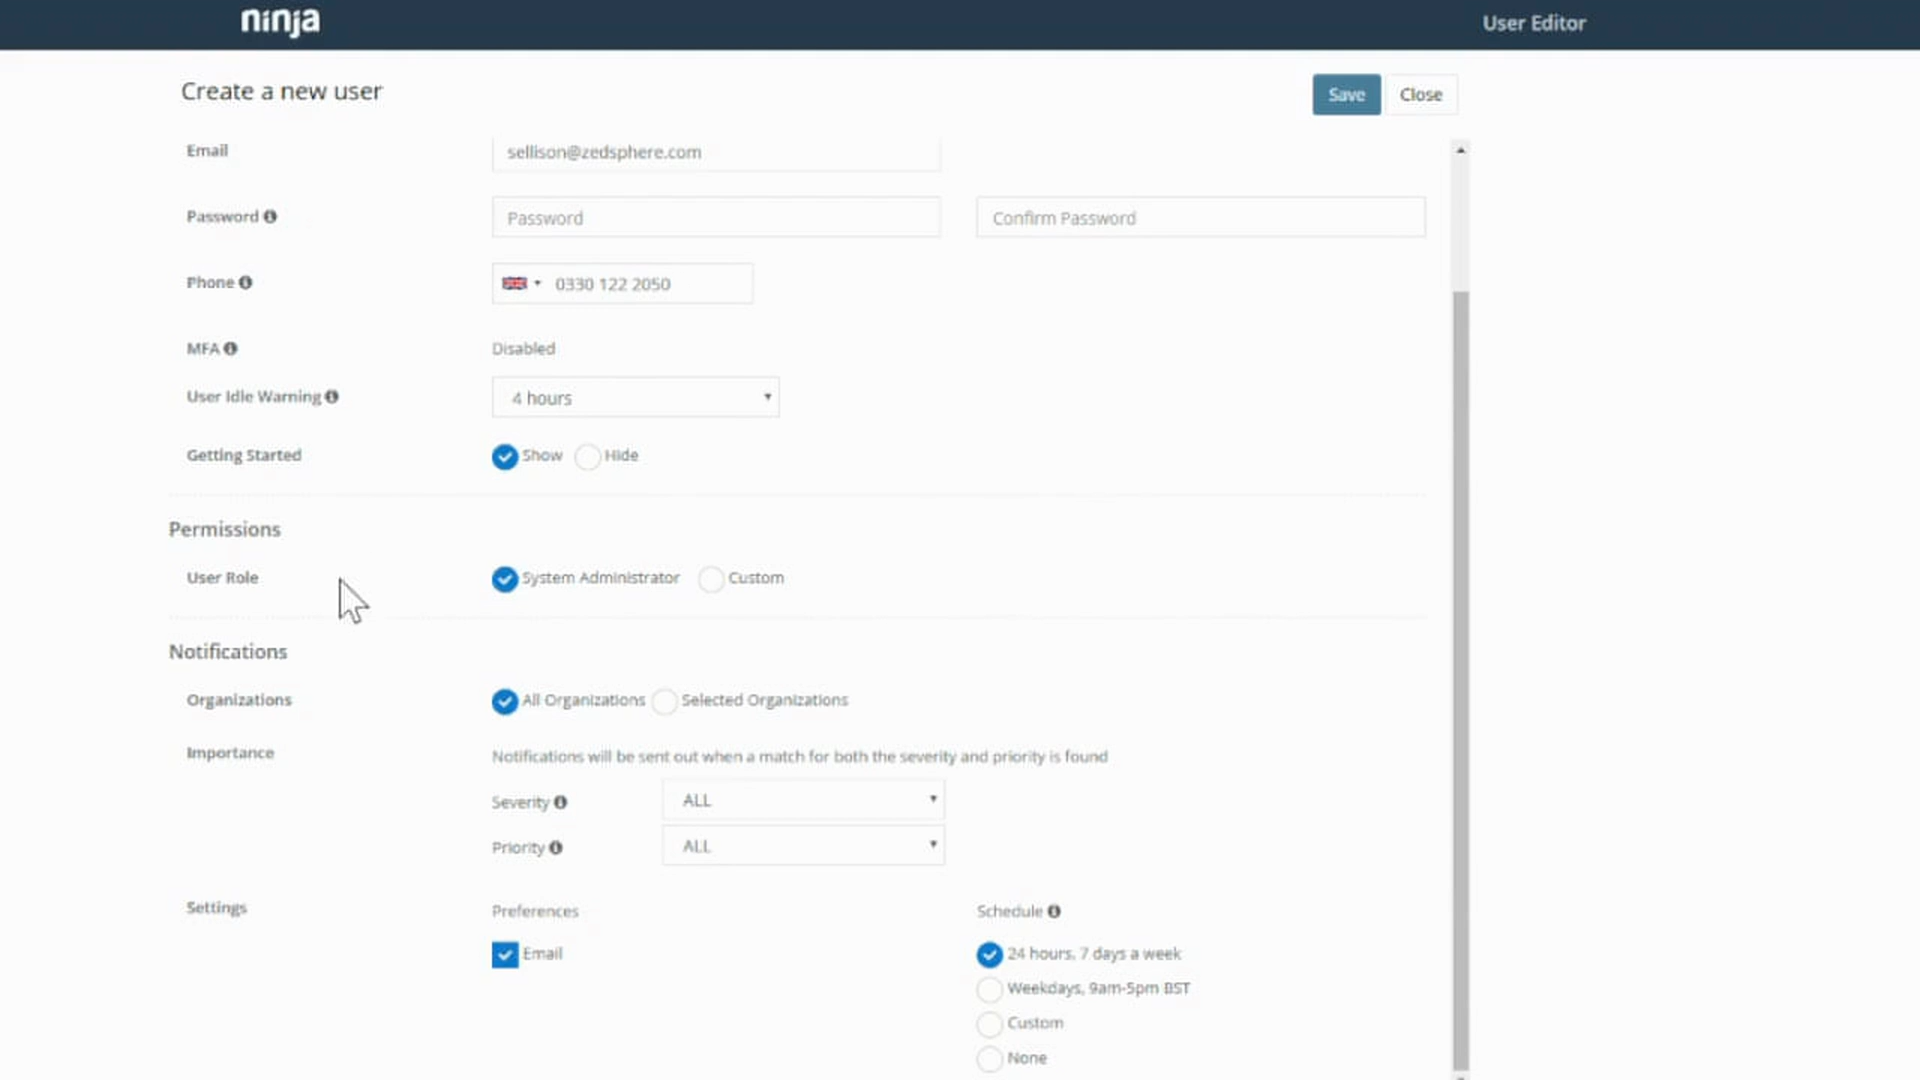 ninja
User Editor
Create a new user
Save
Close
Email
sellison@zedsphere.com
Password
Password
Confirm Password
Phone
0330 122 2050
MFA
Disabled
User Idle Warning
4 hours
Getting Started
Show
Hide
Permissions
User Role
System Administrator
Custom
Notifications
Organizations
All Organizations
Selected Organizations
Importance
Notifications will be sent out when a match for both the severity and priority is found
Severity
ALL
Priority
ALL
Settings
Preferences
Schedule
Email
24 hours, 7 days a week
Weekdays, 9am-5pm BST
Custom
None